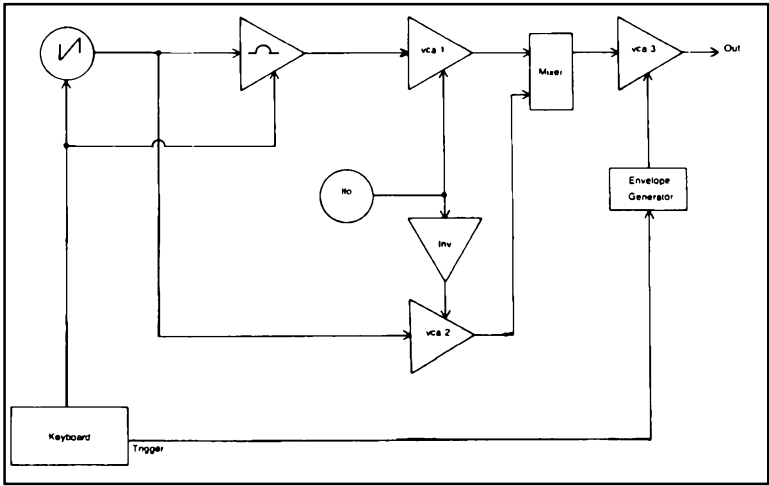 vca 1
vca 3
Out
Mixer
lfo
Envelope
Generator
Inv
vca 2
Keyboard
Trigger